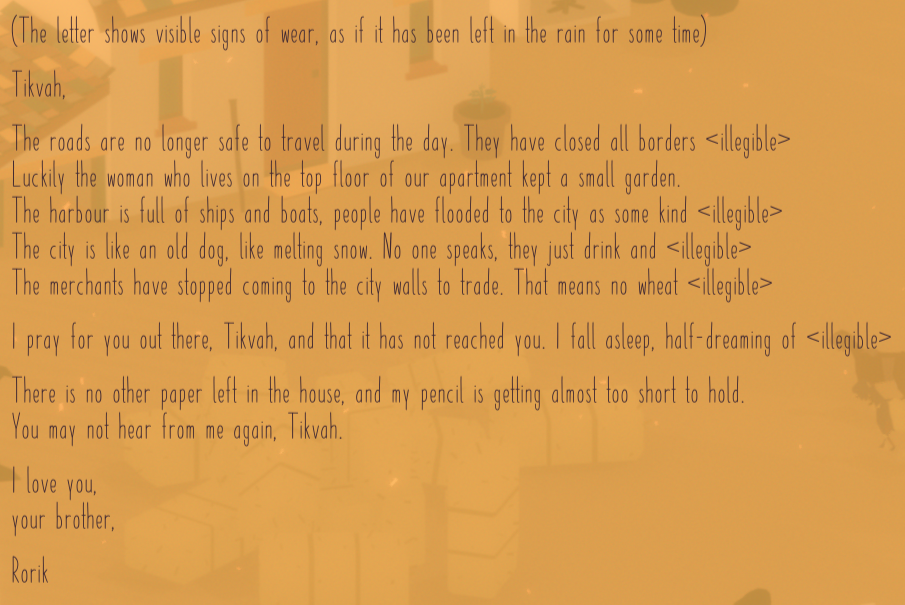 (The letter shows visible signs of wear, as if it has been left in the rain for some time)
Tikvah,
The roads are no longer safe to travel during the day. They have closed all borders <illegible>
Luckily the woman who lives on the top floor of our apartment kept a small garden.
The harbour is full of ships and boats, people have flooded to the city as some kind <illegible>
The city is like an old dog, like melting snow. No one speaks, they just drink and <illegible>
The merchants have stopped coming to the city walls to trade. That means no wheat <illegible>
I pray for you out there, Tikvah, and that it has not reached you. I fall asleep, half-dreaming of <illegible>
There is no other paper left in the house, and my pencil is getting almost too short to hold.
You may not hear from me again, Tikvah.
I love you,
your brother,
Rorik